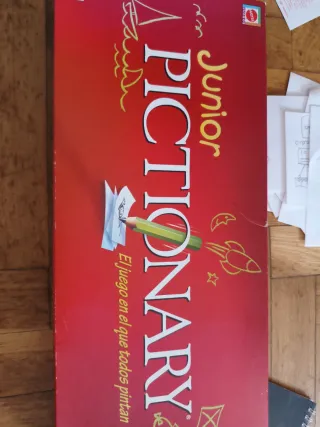 Junior
PICTIONARY
El juego en el que todos pintan